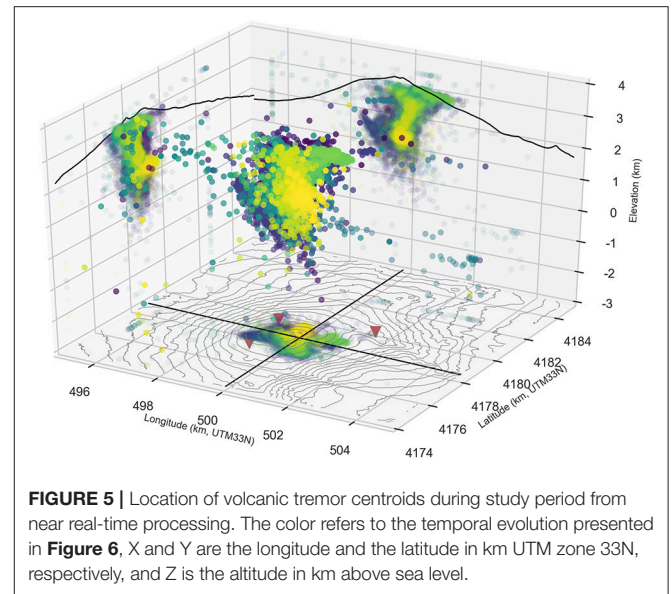 4
3
2
1
0
-1
-2
-3
Elevation (km)
496
498
500
502
504
Longitude (km, UTM33N)
4174
4176
4178
4180
4182
4184
Latitude (km, UTM33N)
FIGURE 5 | Location of volcanic tremor centroids during study period from
near real-time processing. The color refers to the temporal evolution presented
in Figure 6, X and Y are the longitude and the latitude in km UTM zone 33N,
respectively, and Z is the altitude in km above sea level.